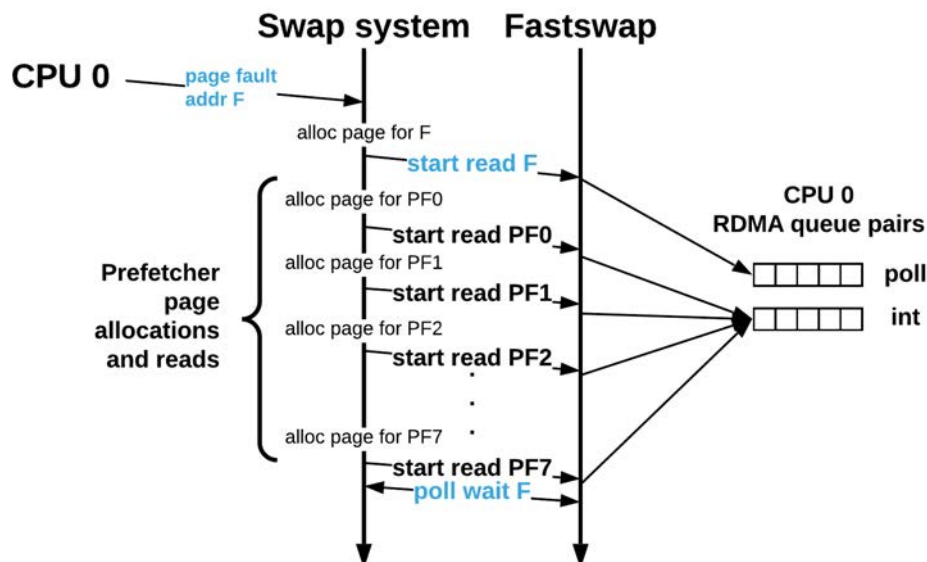 Swap system
Fastswap
CPU 0
page fault
addr F
alloc page for F
start read F
alloc page for PF0
start read PF0
alloc page for PF1
start read PF1
alloc page for PF2
start read PF2
.
.
.
alloc page for PF7
start read PF7
poll wait F
Prefetcher
page
allocations
and reads
CPU 0
RDMA queue pairs
poll
int